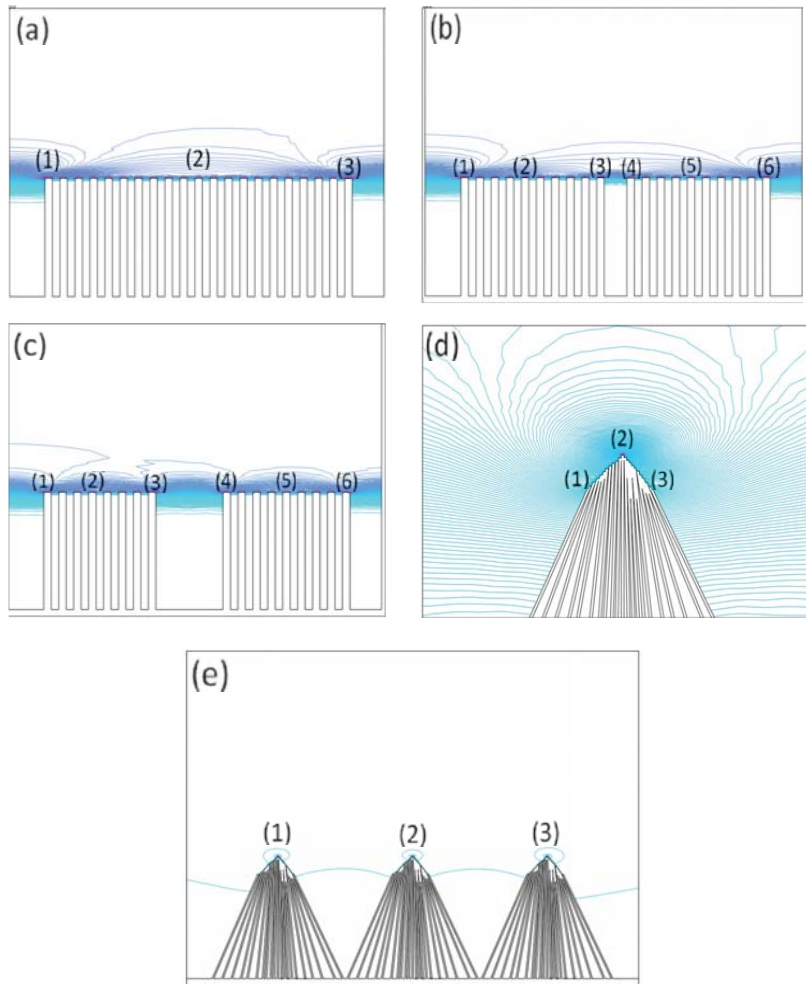 (a)
(1) (2) (3)
(b)
(1) (2) (3) (4) (5) (6)
(c)
(1) (2) (3) (4) (5) (6)
(d)
(2)
(1) (3)
(e)
(1) (2) (3)